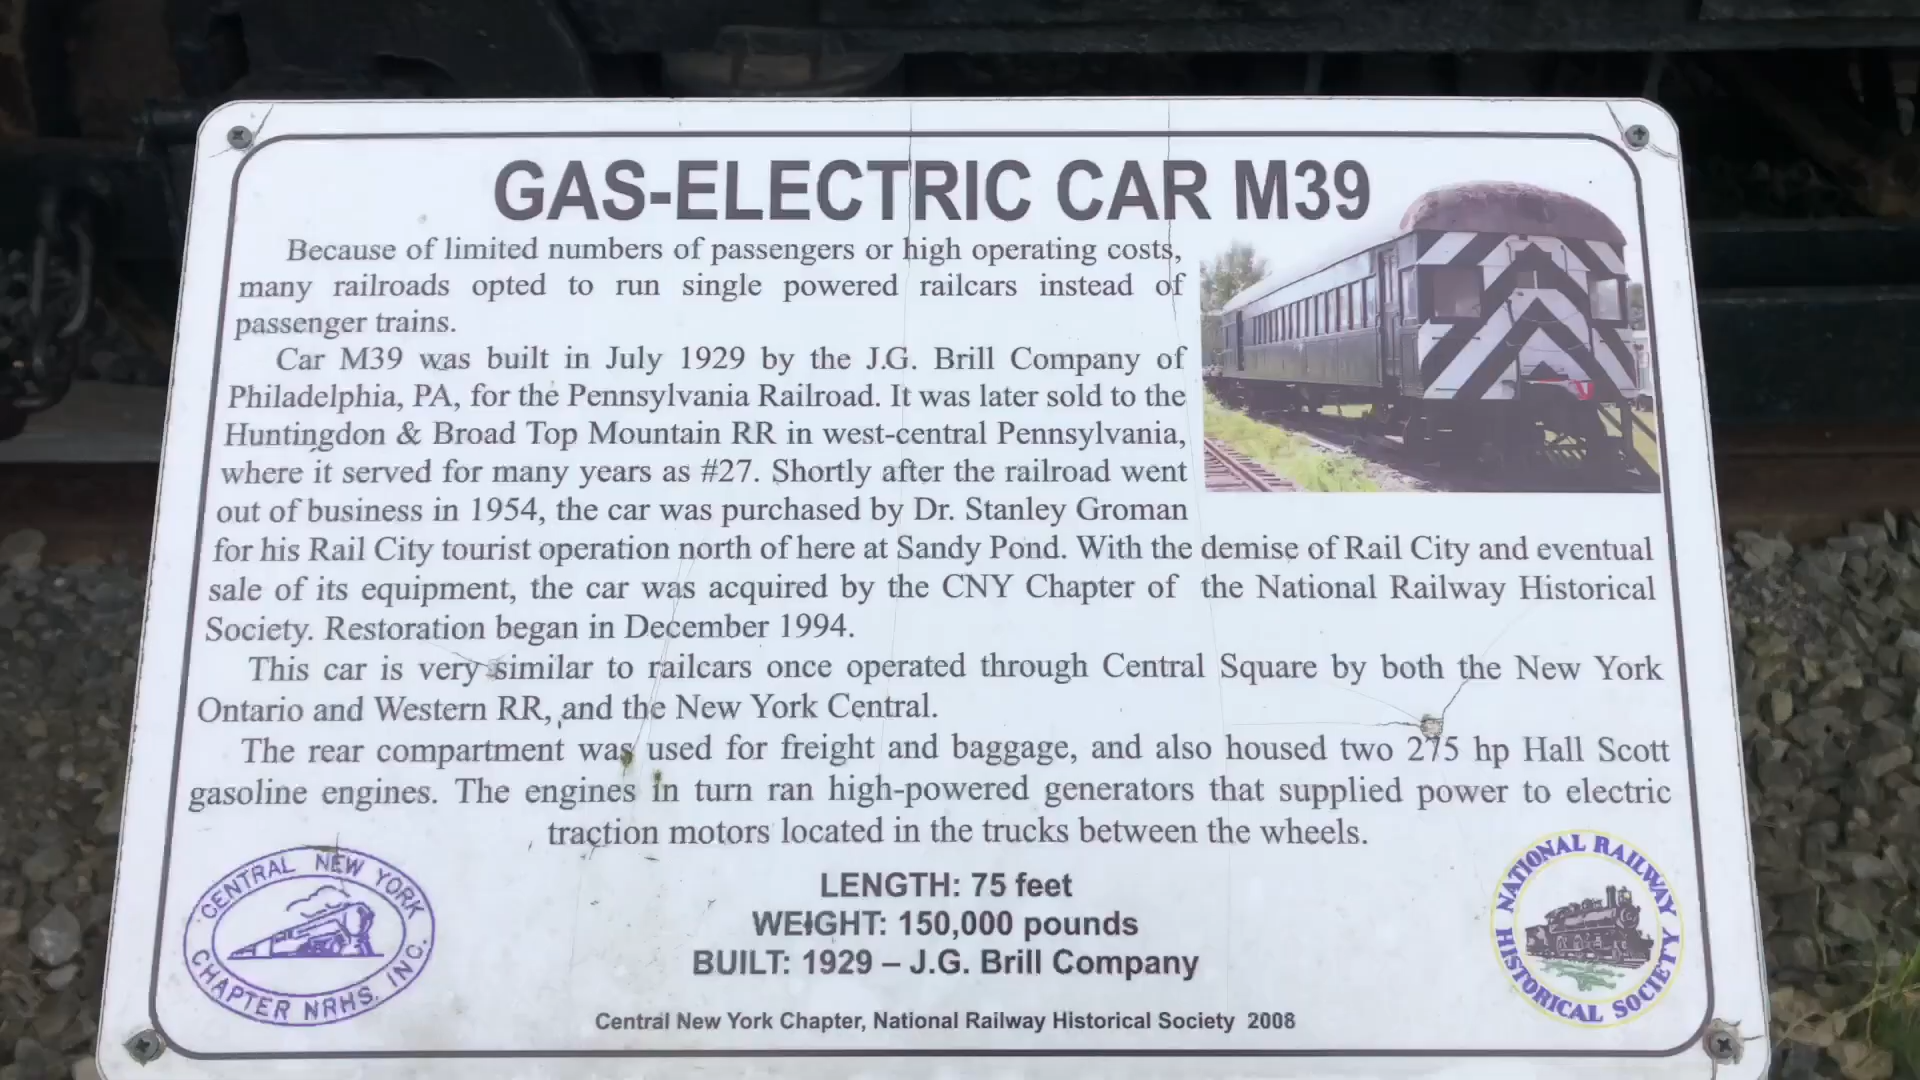 GAS-ELECTRIC CAR M39
Because of limited numbers of passengers or high operating costs,
many railroads opted to run single powered railcars instead of
passenger trains.
Car M39 was built in July 1929 by the J.G. Brill Company of
Philadelphia, PA, for the Pennsylvania Railroad. It was later sold to the
Huntingdon & Broad Top Mountain RR in west-central Pennsylvania,
where it served for many years as #27. Shortly after the railroad went
out of business in 1954, the car was purchased by Dr. Stanley Groman
for his Rail City tourist operation north of here at Sandy Pond. With the demise of Rail City and eventual
sale of its equipment, the car was acquired by the CNY Chapter of the National Railway Historical
Society. Restoration began in December 1994.
This car is very similar to railcars once operated through Central Square by both the New York
Ontario and Western RR, and the New York Central.
The rear compartment was used for freight and baggage, and also housed two 275 hp Hall Scott
gasoline engines. The engines in turn ran high-powered generators that supplied power to electric
traction motors located in the trucks between the wheels.
LENGTH: 75 feet
WEIGHT: 150,000 pounds
BUILT: 1929 – J.G. Brill Company
Central New York Chapter, National Railway Historical Society 2008
CENTRAL NEW YORK
CHAPTER NRHS, INC.
NATIONAL RAILWAY
HISTORICAL SOCIETY